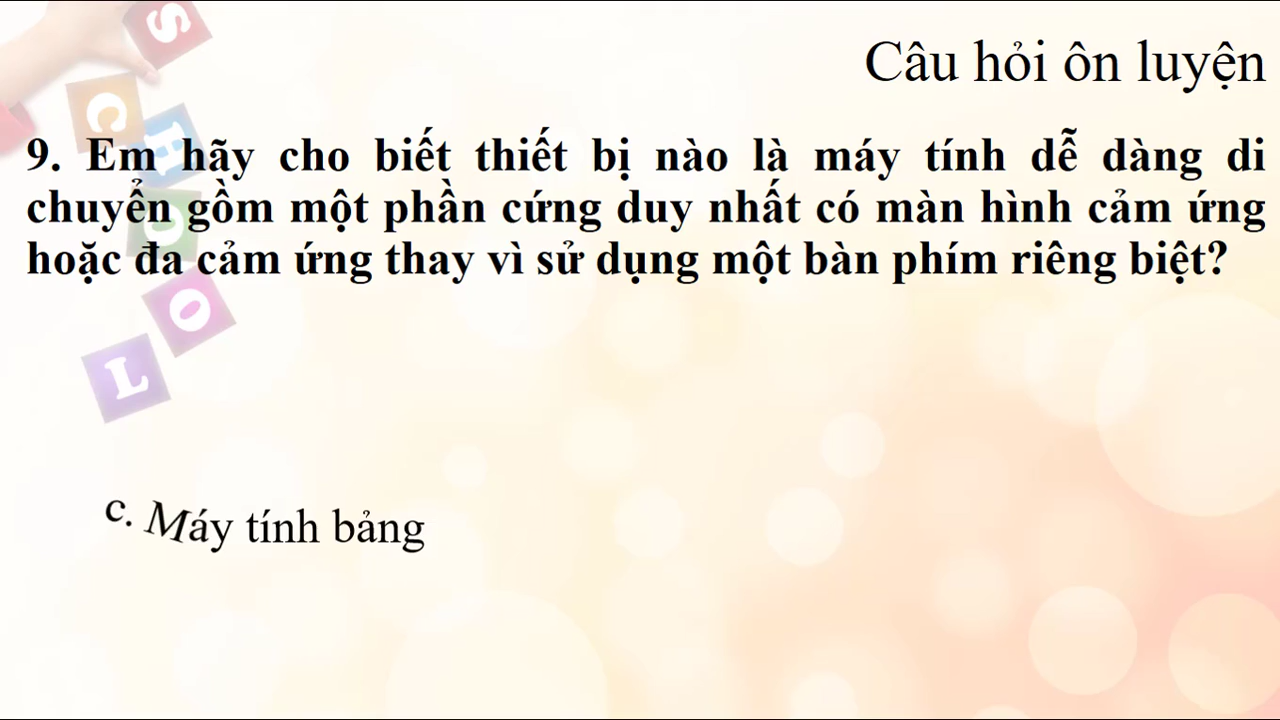 Câu hỏi ôn luyện
9. Em hãy cho biết thiết bị nào là máy tính dễ dàng di
chuyển gồm một phần cứng duy nhất có màn hình cảm ứng
hoặc đa cảm ứng thay vì sử dụng một bàn phím riêng biệt?
S
C
H
O
O
L
c. Máy tính bảng